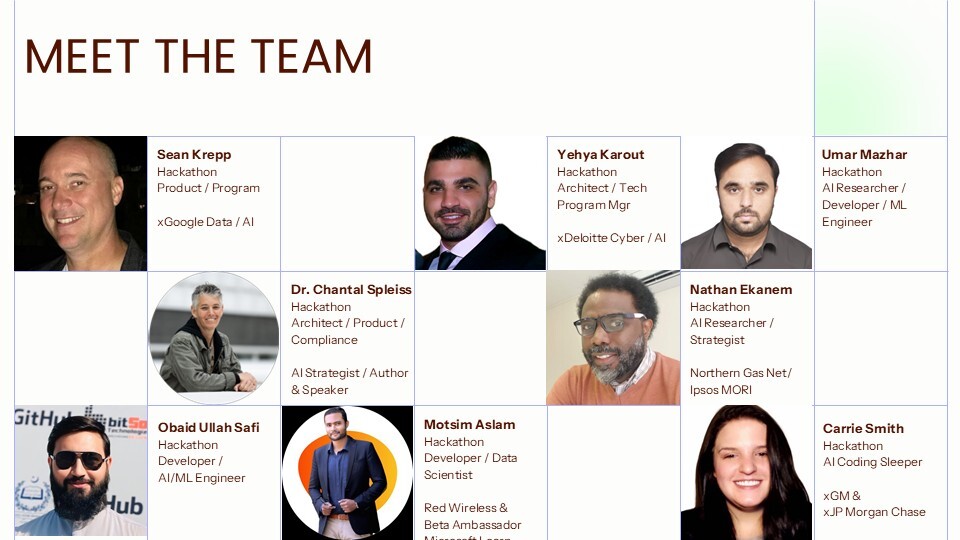 MEET THE TEAM
Sean Krepp
Hackathon
Product / Program
xGoogle Data / AI
Yehya Karout
Hackathon
Architect / Tech
Program Mgr
xDeloitte Cyber / AI
Umar Mazhar
Hackathon
AI Researcher /
Developer / ML
Engineer
Dr. Chantal Spleiss
Hackathon
Architect / Product /
Compliance
AI Strategist / Author
& Speaker
Nathan Ekanem
Hackathon
AI Researcher /
Strategist
Northern Gas Net/
Ipsos MORI
GitHub
bitSo
Technologie
Hub
Obaid Ullah Safi
Hackathon
Developer /
AI/ML Engineer
Motsim Aslam
Hackathon
Developer / Data
Scientist
Red Wireless &
Beta Ambassador
Microsoft Learn
Carrie Smith
Hackathon
AI Coding Sleeper
xGM &
xJP Morgan Chase